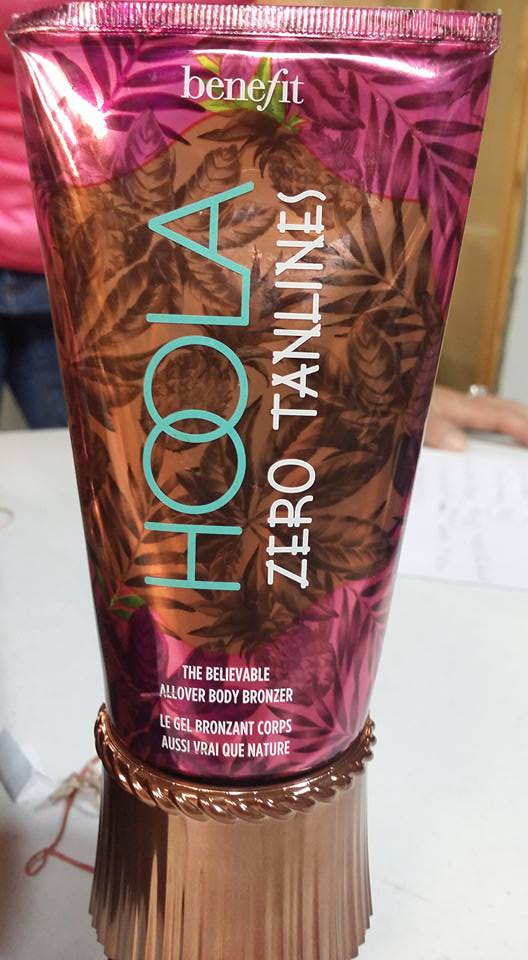 benefit
HOOLA
ZERO TANLINES
THE BELIEVABLE
ALLOVER BODY BRONZER
LE GEL BRONZANT CORPS
AUSSI VRAI QUE NATURE